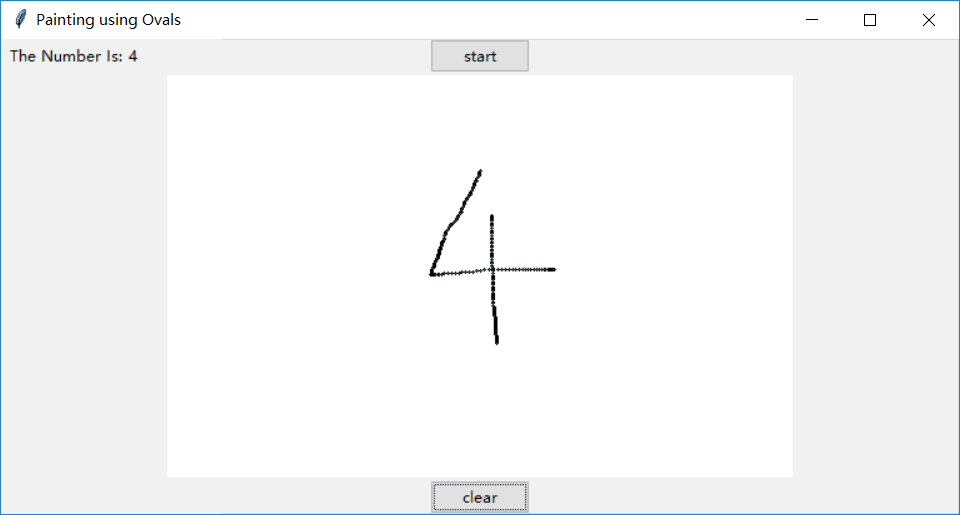 Painting using Ovals
The Number Is: 4
start
4
clear